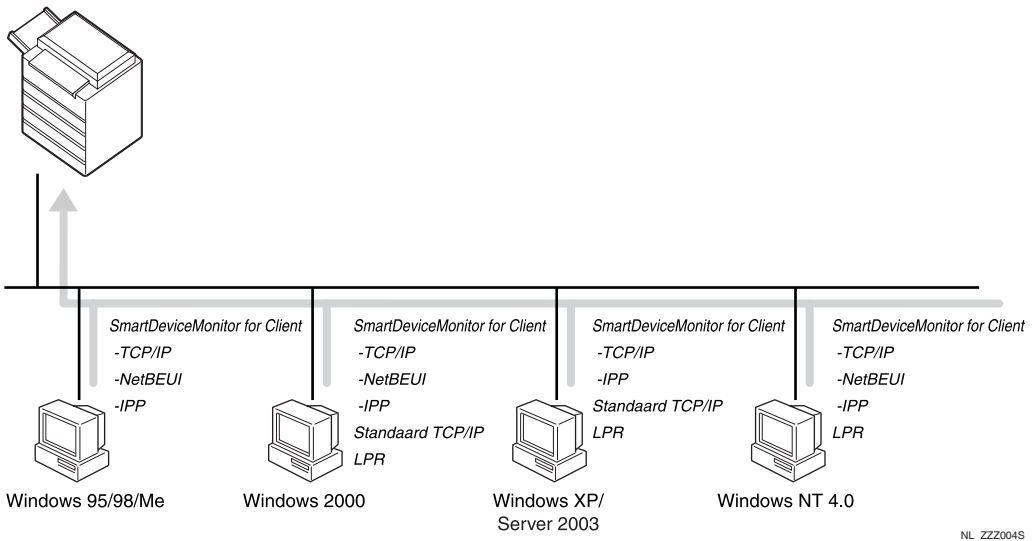 SmartDeviceMonitor for Client
-TCP/IP
-NetBEUI
-IPP
Windows 95/98/Me
SmartDeviceMonitor for Client
-TCP/IP
-NetBEUI
-IPP
Standaard TCP/IP
LPR
Windows 2000
SmartDeviceMonitor for Client
-TCP/IP
-IPP
Standaard TCP/IP
LPR
Windows XP/
Server 2003
SmartDeviceMonitor for Client
-TCP/IP
-NetBEUI
-IPP
LPR
Windows NT 4.0
NL ZZZ004S